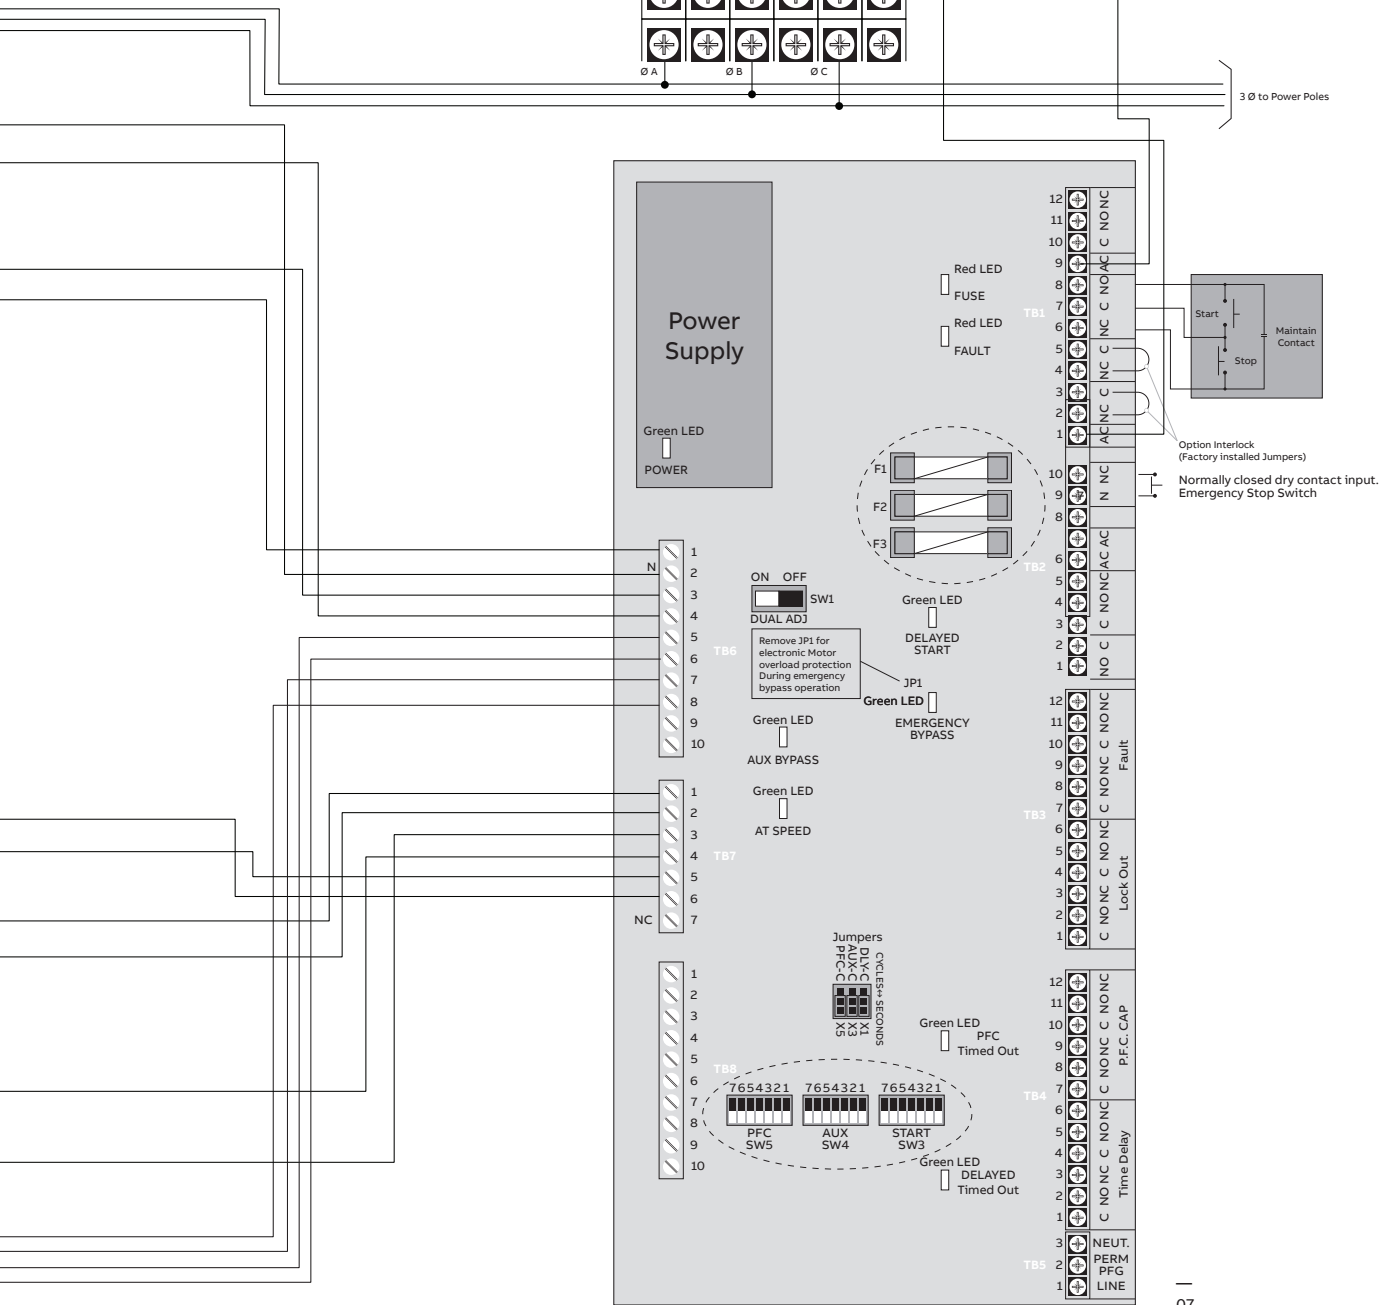 Ø A
Ø B
Ø C
3 Ø to Power Poles
Power
Supply
Green LED
POWER
Red LED
FUSE
Red LED
FAULT
TB1
12 NC
11 NO
10 C
9 AC
8 NO
7 C
6 NC
5 C
4 NC
3 C
2 NC
1 AC
Start
Stop
Maintain
Contact
Option Interlock
(Factory installed Jumpers)
Normally closed dry contact input.
Emergency Stop Switch
F1
F2
F3
TB2
10 NC
9 N
8
AC
6 AC
5 NC
4 NO
3 C
2 C
1 NO
N
1
2
3
4
5
6
7
8
9
10
TB6
ON OFF
SW1
DUAL ADJ
Remove JP1 for
electronic Motor
overload protection
During emergency
bypass operation
JP1
Green LED
DELAYED
START
Green LED
EMERGENCY
BYPASS
Green LED
AUX BYPASS
Green LED
AT SPEED
TB3
12 NC
11 NO
10 C
9 NC
8 NO
7 C
Fault
6 NC
5 NO
4 C
3 NC
2 NO
1 C
Lock Out
1
2
3
4
5
6
NC 7
TB7
Jumpers
PFC-C
AUX-C
DLY-C
CYCLES↔SECONDS
X5
X3
X1
Green LED
PFC
Timed Out
1
2
3
4
5
6
7
8
9
10
TB8
7654321
PFC
SW5
7654321
AUX
SW4
7654321
START
SW3
Green LED
DELAYED
Timed Out
TB4
12 NC
11 NO
10 C
9 NC
8 NO
7 C
P.F.C. CAP
6 NC
5 NO
4 C
3 NC
2 NO
1 C
Time Delay
TB5
3 NEUT.
2 PERM
PFG
1 LINE
07